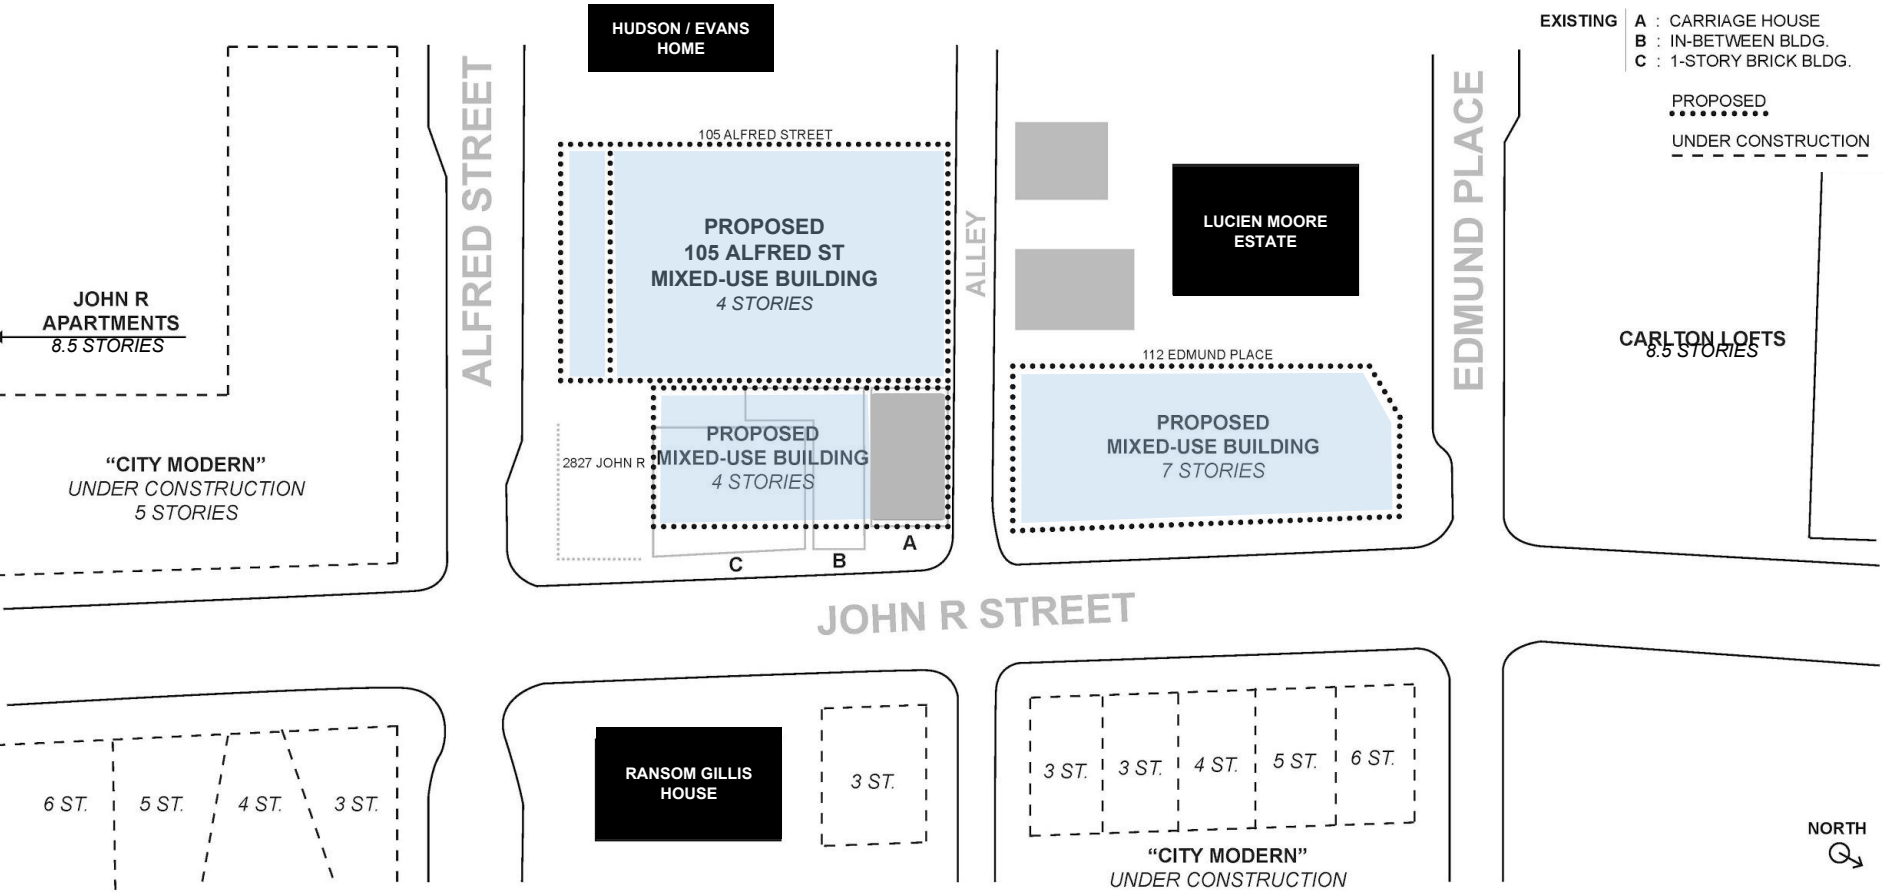 HUDSON / EVANS
HOME
EXISTING
A : CARRIAGE HOUSE
B : IN-BETWEEN BLDG.
C : 1-STORY BRICK BLDG.
PROPOSED
UNDER CONSTRUCTION
ALFRED STREET
105 ALFRED STREET
PROPOSED
105 ALFRED ST
MIXED-USE BUILDING
4 STORIES
ALLEY
LUCIEN MOORE
ESTATE
EDMUND PLACE
JOHN R
APARTMENTS
8.5 STORIES
CARLTON LOFTS
8.5 STORIES
112 EDMUND PLACE
PROPOSED
MIXED-USE BUILDING
7 STORIES
"CITY MODERN"
UNDER CONSTRUCTION
5 STORIES
2827 JOHN R
PROPOSED
MIXED-USE BUILDING
4 STORIES
A
B
C
JOHN R STREET
6 ST.
5 ST.
4 ST.
3 ST.
RANSOM GILLIS
HOUSE
3 ST.
3 ST.
3 ST.
4 ST.
5 ST.
6 ST.
"CITY MODERN"
UNDER CONSTRUCTION
NORTH